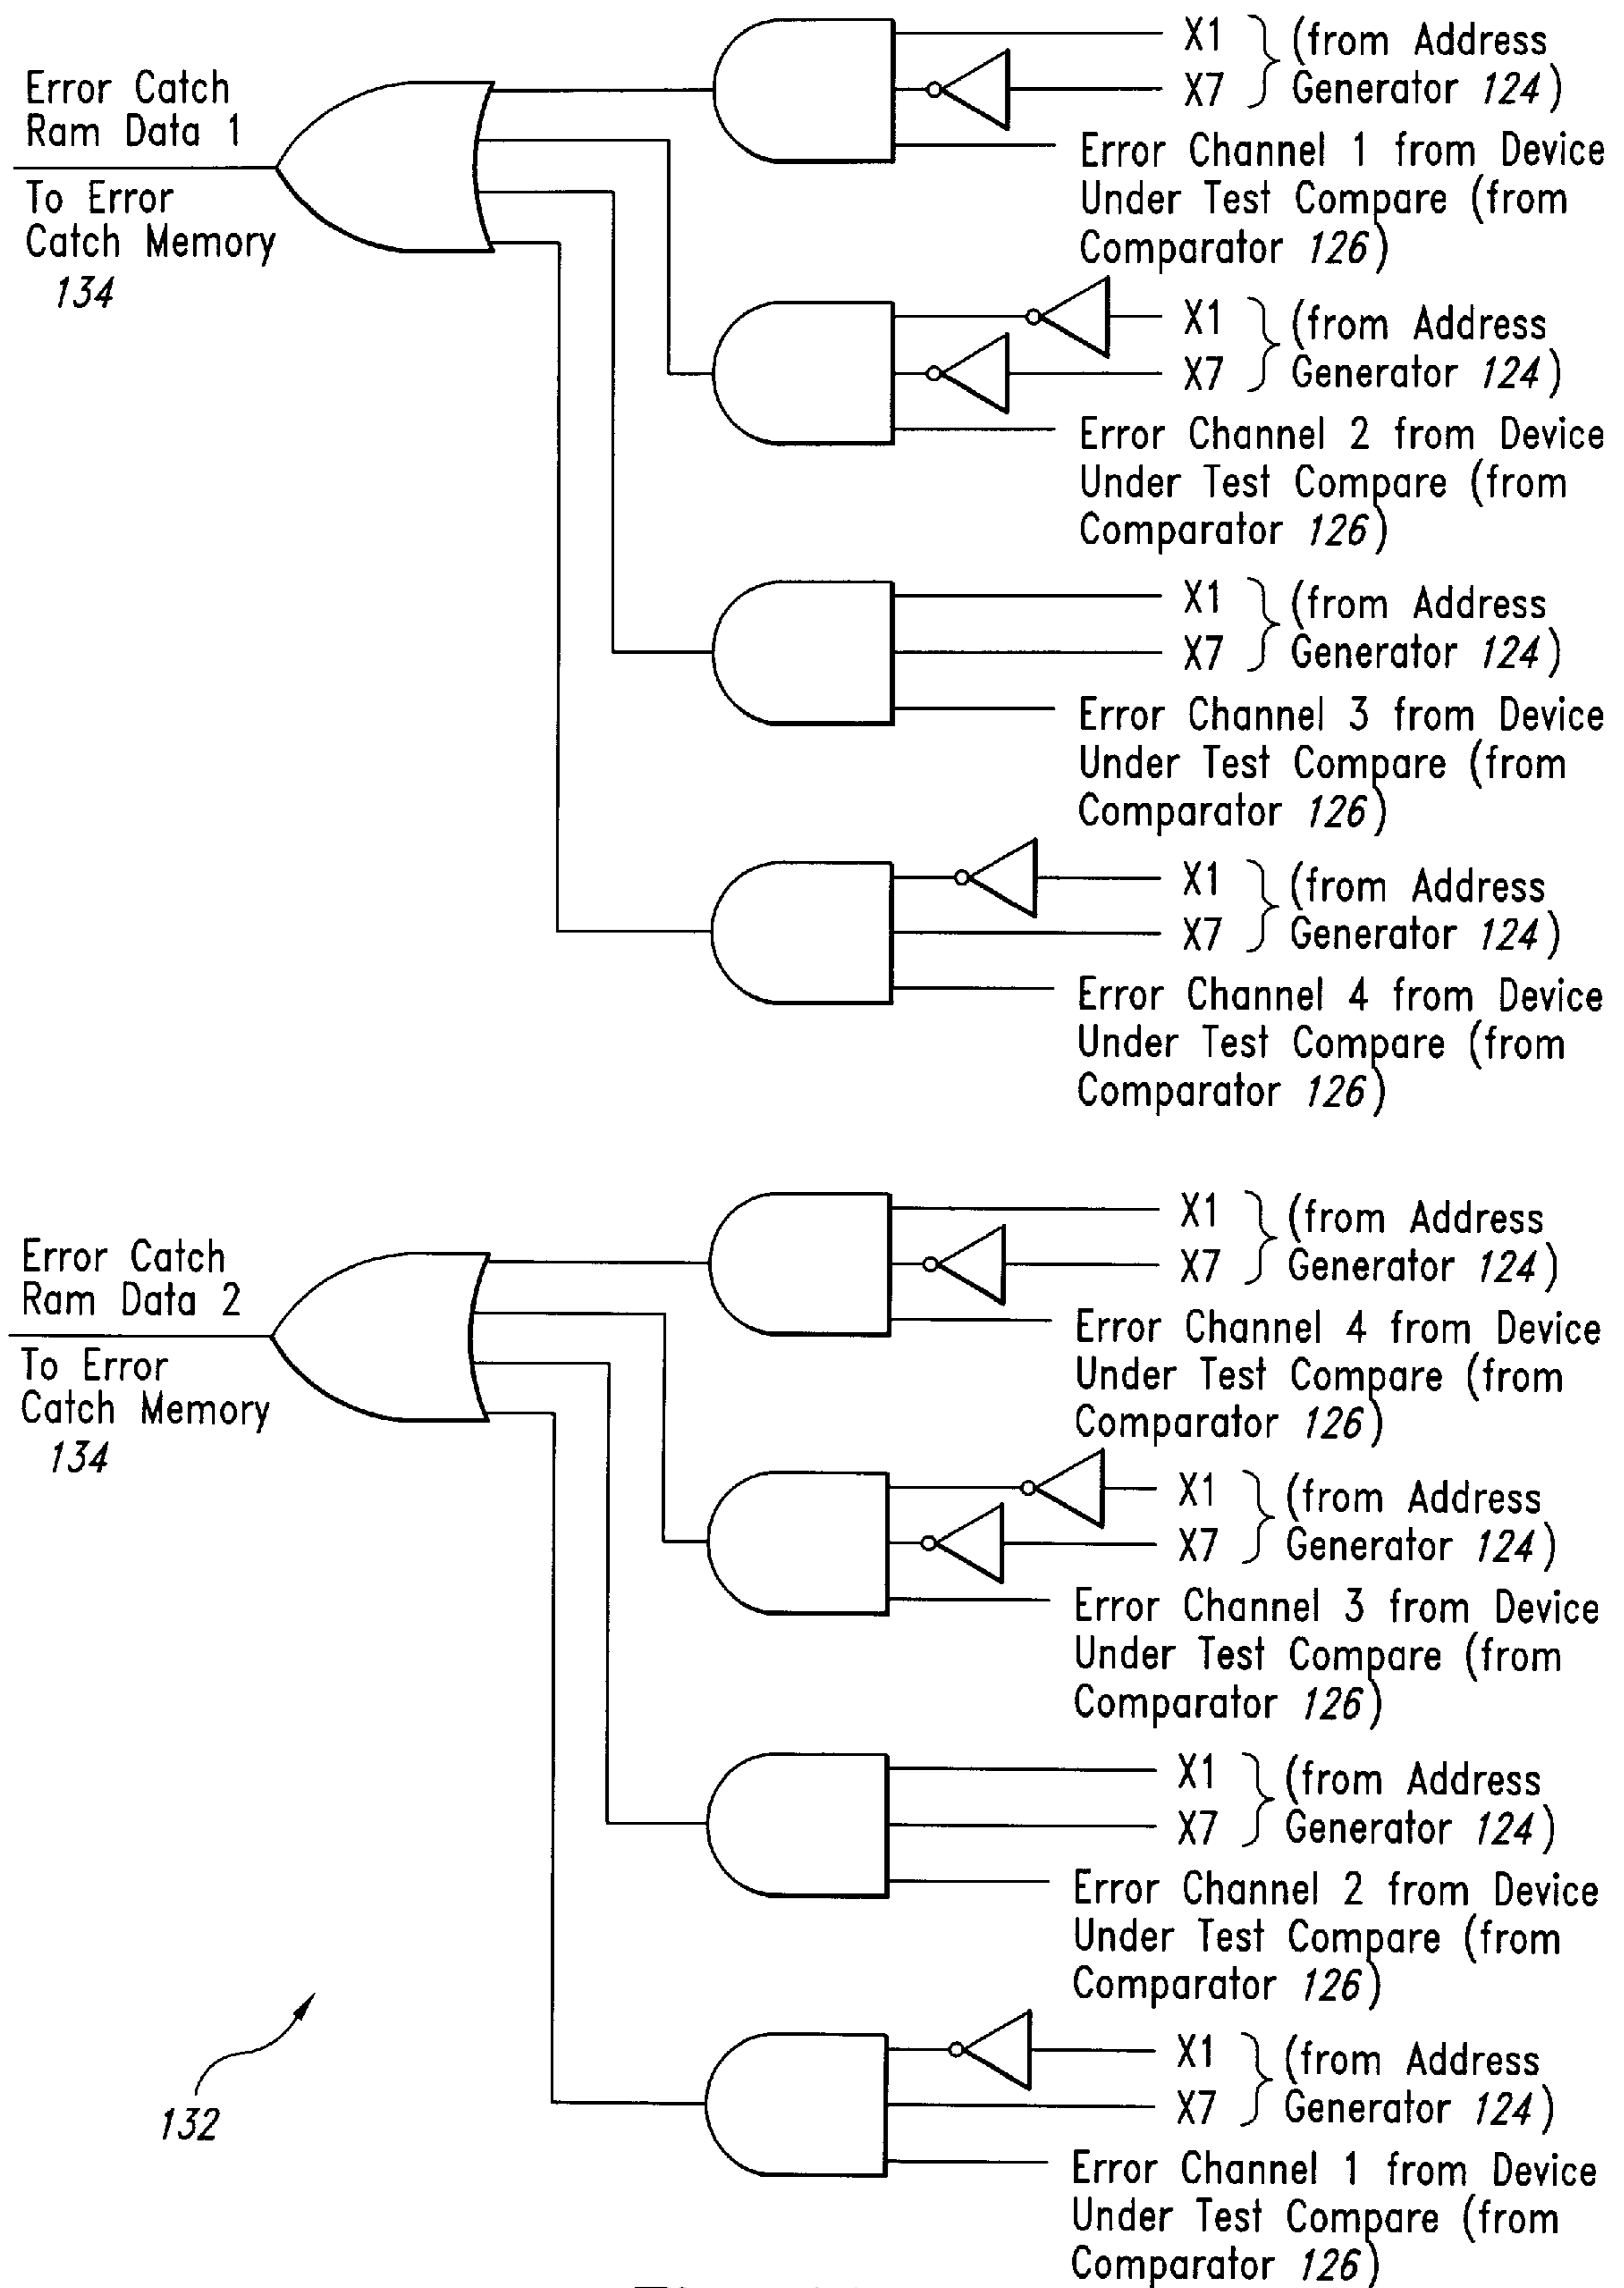 Error Catch
Ram Data 1
To Error
Catch Memory
134
X1
X7
(from Address
Generator 124)
Error Channel 1 from Device
Under Test Compare (from
Comparator 126)
X1
X7
(from Address
Generator 124)
Error Channel 2 from Device
Under Test Compare (from
Comparator 126)
X1
X7
(from Address
Generator 124)
Error Channel 3 from Device
Under Test Compare (from
Comparator 126)
X1
X7
(from Address
Generator 124)
Error Channel 4 from Device
Under Test Compare (from
Comparator 126)
Error Catch
Ram Data 2
To Error
Catch Memory
134
X1
X7
(from Address
Generator 124)
Error Channel 4 from Device
Under Test Compare (from
Comparator 126)
X1
X7
(from Address
Generator 124)
Error Channel 3 from Device
Under Test Compare (from
Comparator 126)
X1
X7
(from Address
Generator 124)
Error Channel 2 from Device
Under Test Compare (from
Comparator 126)
X1
X7
(from Address
Generator 124)
Error Channel 1 from Device
Under Test Compare (from
Comparator 126)
132